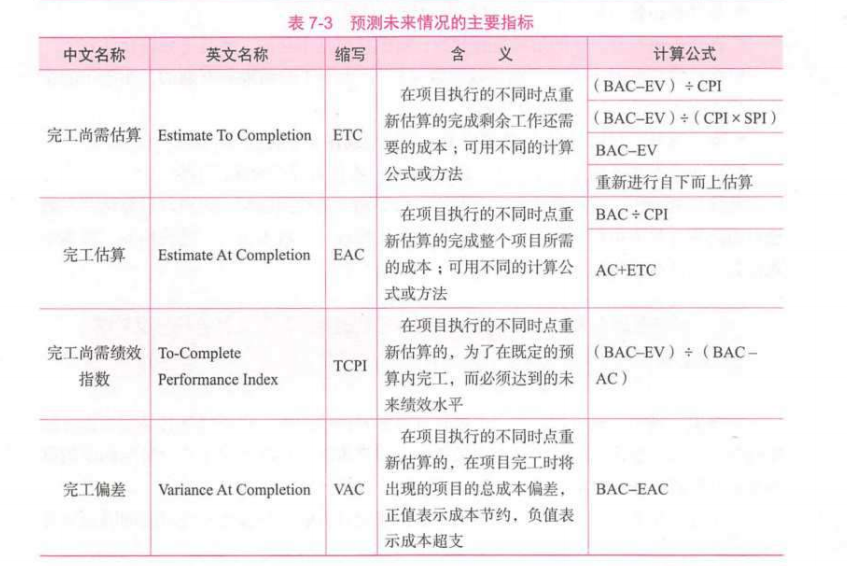 表 7-3 预测未来情况的主要指标
中文名称 英文名称 缩写 含 义 计算公式
完工尚需估算 Estimate To Completion ETC
在项目执行的不同时点重
新估算的完成剩余工作还需
要的成本；可用不同的计算
公式或方法
（BAC–EV）÷CPI
（BAC–EV）÷（CPI×SPI）
BAC–EV
重新进行自下而上估算
完工估算 Estimate At Completion EAC
在项目执行的不同时点重
新估算的完成整个项目所需
的成本；可用不同的计算公
式或方法
BAC÷CPI
AC+ETC
完工尚需绩效
指数
To-Complete
Performance Index
TCPI
在项目执行的不同时点重
新估算的，为了在既定的预
算内完工，而必须达到的未
来绩效水平
（BAC–EV）÷（BAC–
AC）
完工偏差 Variance At Completion VAC
在项目执行的不同时点重
新估算的，在项目完工时将
出现的项目的总成本偏差，
正值表示成本节约，负值表
示成本超支
BAC–EAC